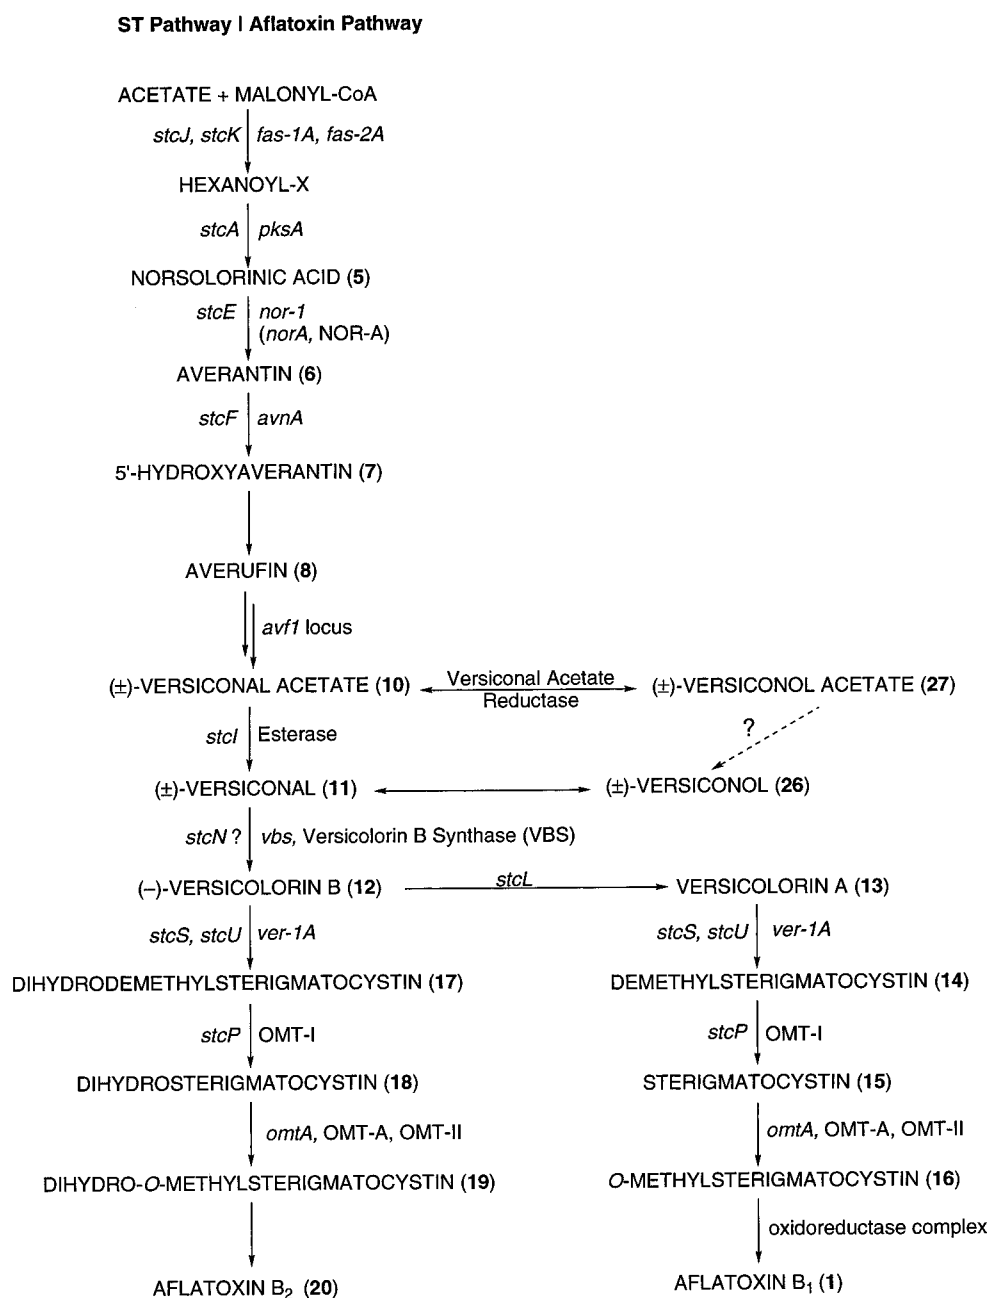 ST Pathway | Aflatoxin Pathway
ACETATE + MALONYL-CoA
stcJ, stcK fas-1A, fas-2A
HEXANOYL-X
stcA pksA
NORSOLORINIC ACID (5)
stcE nor-1
(norA, NOR-A)
AVERANTIN (6)
stcF avnA
5'-HYDROXYAVERANTIN (7)
AVERUFIN (8)
avf1 locus
(±)-VERSICONAL ACETATE (10) Versiconal Acetate Reductase (±)-VERSICONOL ACETATE (27)
stcI Esterase ?
(±)-VERSICONAL (11) (±)-VERSICONOL (26)
stcN ? vbs, Versicolorin B Synthase (VBS)
(–)-VERSICOLORIN B (12) stcL VERSICOLORIN A (13)
stcS, stcU ver-1A stcS, stcU ver-1A
DIHYDRODEMETHYLSTERIGMATOCYSTIN (17) DEMETHYLSTERIGMATOCYSTIN (14)
stcP OMT-I stcP OMT-I
DIHYDROSTERIGMATOCYSTIN (18) STERIGMATOCYSTIN (15)
omtA, OMT-A, OMT-II omtA, OMT-A, OMT-II
DIHYDRO-O-METHYLSTERIGMATOCYSTIN (19) O-METHYLSTERIGMATOCYSTIN (16)
oxidoreductase complex
AFLATOXIN B2 (20) AFLATOXIN B1 (1)